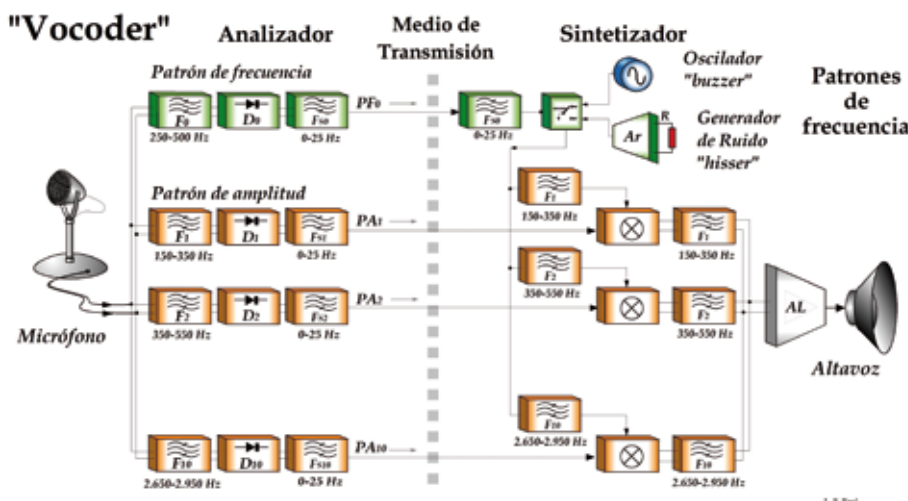 "Vocoder"
Analizador
Medio de
Transmisión
Sintetizador
Patrón de frecuencia
F0
250-500 Hz
D0
FS0
0-25 Hz
PF0
FS0
0-25 Hz
Oscilador
"buzzer"
Ar
R
Generador
de Ruido
"hisser"
Patrones
de
frecuencia
Patrón de amplitud
F1
150-350 Hz
D1
FS1
0-25 Hz
PA1
F1
150-350 Hz
F1
150-350 Hz
Micrófono
F2
350-550 Hz
D2
FS2
0-25 Hz
PA2
F2
350-550 Hz
F2
350-550 Hz
AL
Altavoz
F10
2.650-2.950 Hz
D10
FS10
0-25 Hz
PA10
F10
2.650-2.950 Hz
F10
2.650-2.950 Hz